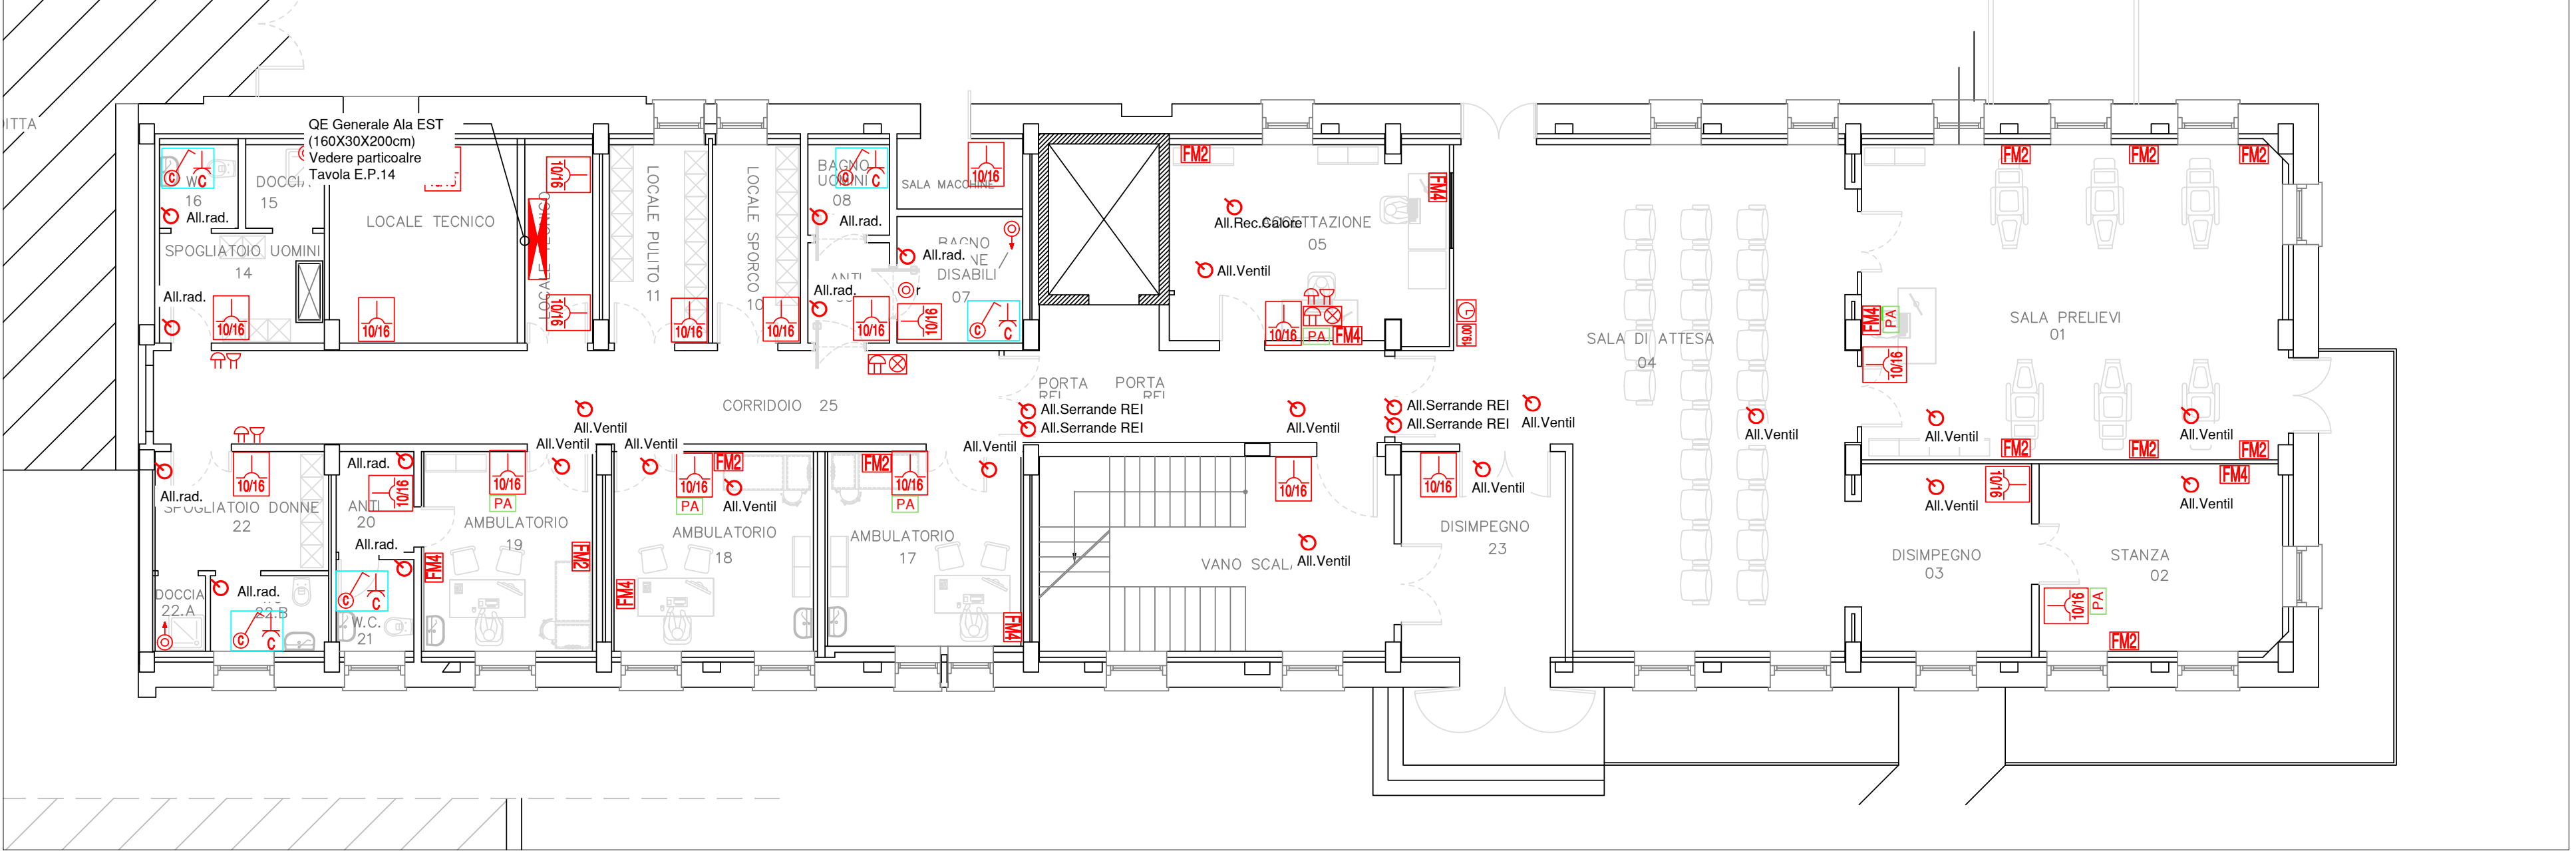 DITTA
QE Generale Ala EST
(160X30X200cm)
Vedere particoalre
Tavola E.P.14
W.C.
16
C
C
All.rad.
DOCCIA
15
SPOGLIATOIO UOMINI
14
All.rad.
10/16
LOCALE TECNICO
10/16
LOCALE TECNICO
10/16
10/16
LOCALE PULITO
11
10/16
LOCALE SPORCO
10
10/16
BAGNO
UOMINI
08
C
C
All.rad.
ANTI
All.rad.
10/16
SALA MACCHINE
10/16
BAGNO
DISABILI
07
All.rad.
r
10/16
C
C
FM2
FM4
All.Rec.Calore
ACCETTAZIONE
05
All.Ventil
10/16
PA
FM4
19.00
SALA DI ATTESA
04
FM2
FM2
FM2
SALA PRELIEVI
01
FM4
PA
10/16
All.Ventil
All.Ventil
All.Ventil
FM2
FM2
FM2
CORRIDOIO 25
All.Ventil
PORTA
REI
PORTA
REI
All.Serrande REI
All.Serrande REI
All.Ventil
All.Serrande REI
All.Serrande REI
All.Ventil
All.rad.
10/16
SPOGLIATOIO DONNE
22
DOCCIA
22.A
22.B
All.rad.
C
C
All.rad.
10/16
ANTI
20
All.rad.
C
C
W.C.
21
All.Ventil
10/16
PA
AMBULATORIO
19
FM4
FM2
All.Ventil
10/16
PA
FM2
All.Ventil
AMBULATORIO
18
FM4
FM2
10/16
PA
All.Ventil
AMBULATORIO
17
FM4
10/16
VANO SCALA
All.Ventil
10/16
All.Ventil
DISIMPEGNO
23
All.Ventil
10/16
DISIMPEGNO
03
FM4
All.Ventil
STANZA
02
10/16
PA
FM2